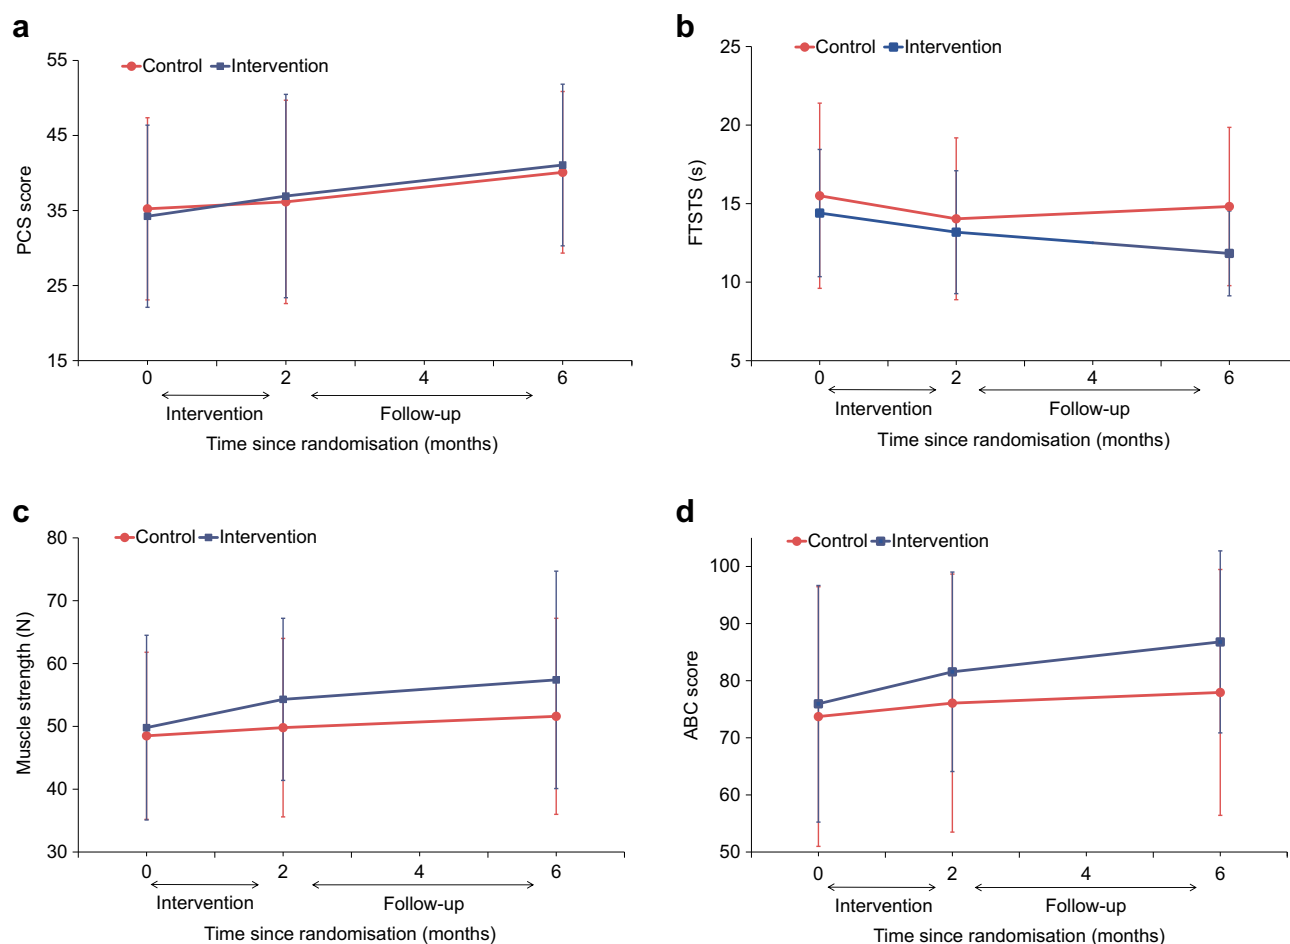 a
55
Control Intervention
45
35
25
15
PCS score
0 2 4 6
Intervention Follow-up
Time since randomisation (months)
b
25
Control Intervention
20
15
10
5
FTSTS (s)
0 2 4 6
Intervention Follow-up
Time since randomisation (months)
c
80
Control Intervention
70
60
50
40
30
Muscle strength (N)
0 2 4 6
Intervention Follow-up
Time since randomisation (months)
d
Control Intervention
100
90
80
70
60
50
ABC score
0 2 4 6
Intervention Follow-up
Time since randomisation (months)